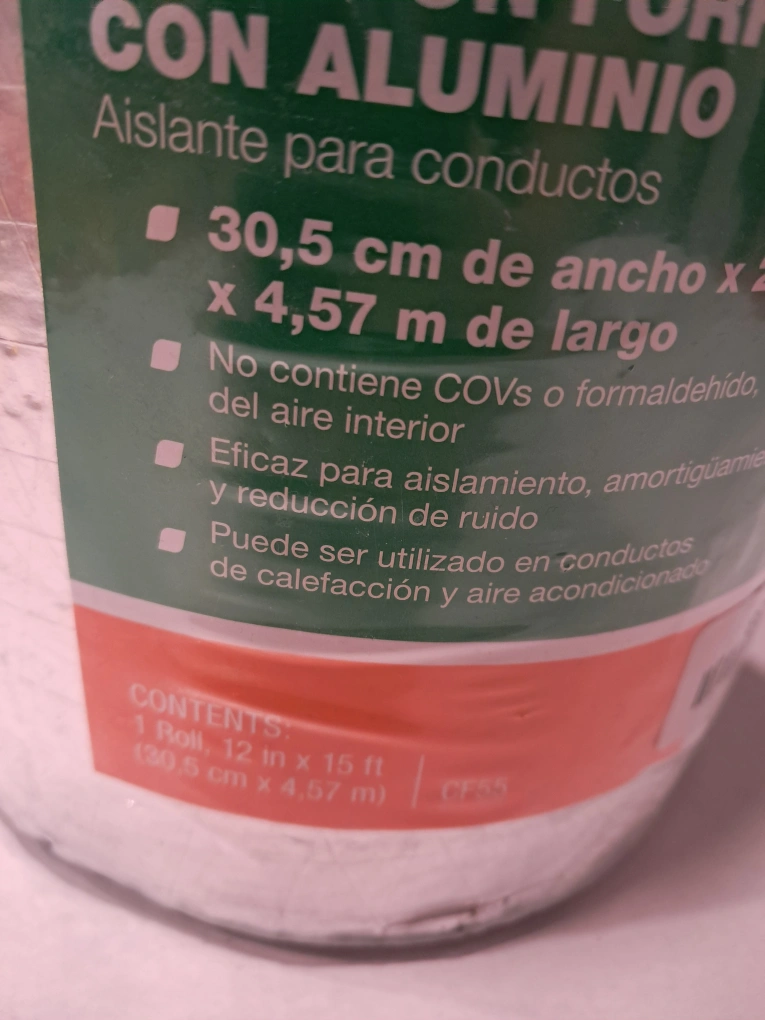 CON ALUMINIO
Aislante para conductos
30,5 cm de ancho x
x 4,57 m de largo
No contiene COVs o formaldehído,
del aire interior
Eficaz para aislamiento,
y reducción de ruido
Puede ser utilizado en conductos
de calefacción y aire acondicionado
CONTENTS:
1 Roll, 12 in x 15 ft
(30,5 cm x 4,57 m)
CF55